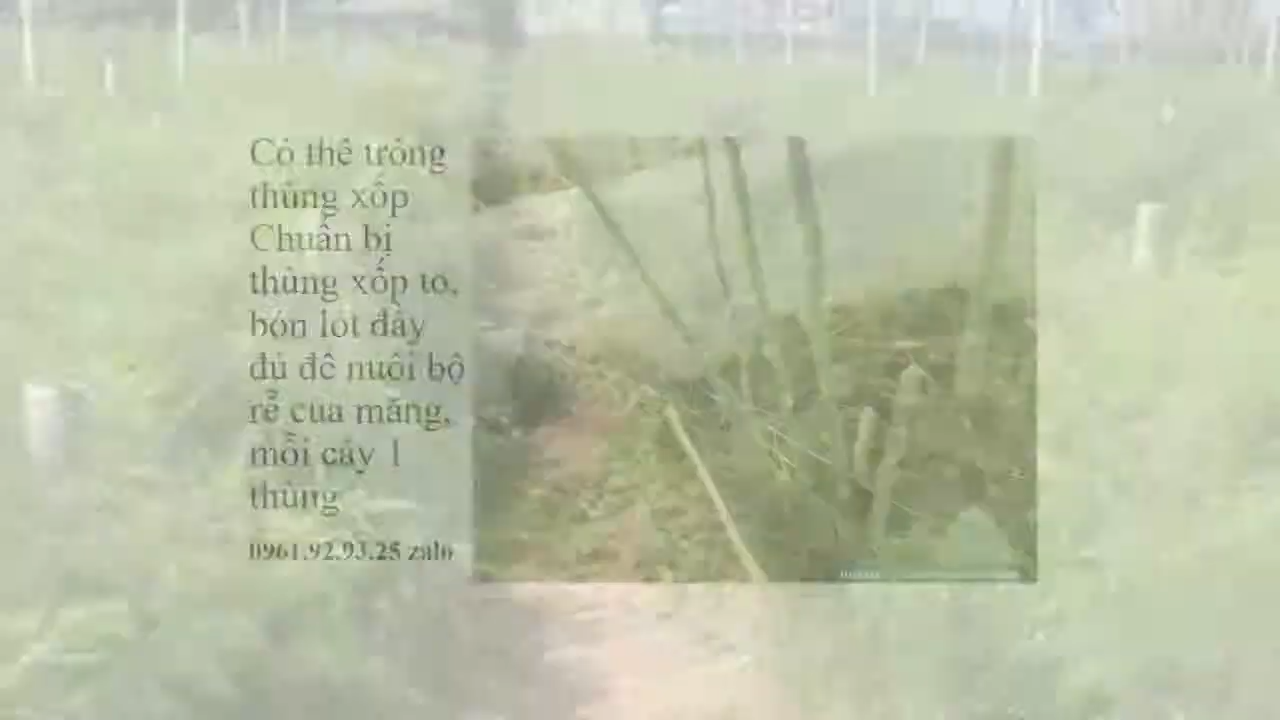 Có thể trồng
thùng xốp
Chuẩn bị
thùng xốp to,
bón lót đầy
đủ để nuôi bộ
rễ của măng,
mỗi cây 1
thùng
0961.92.93.25 zalo